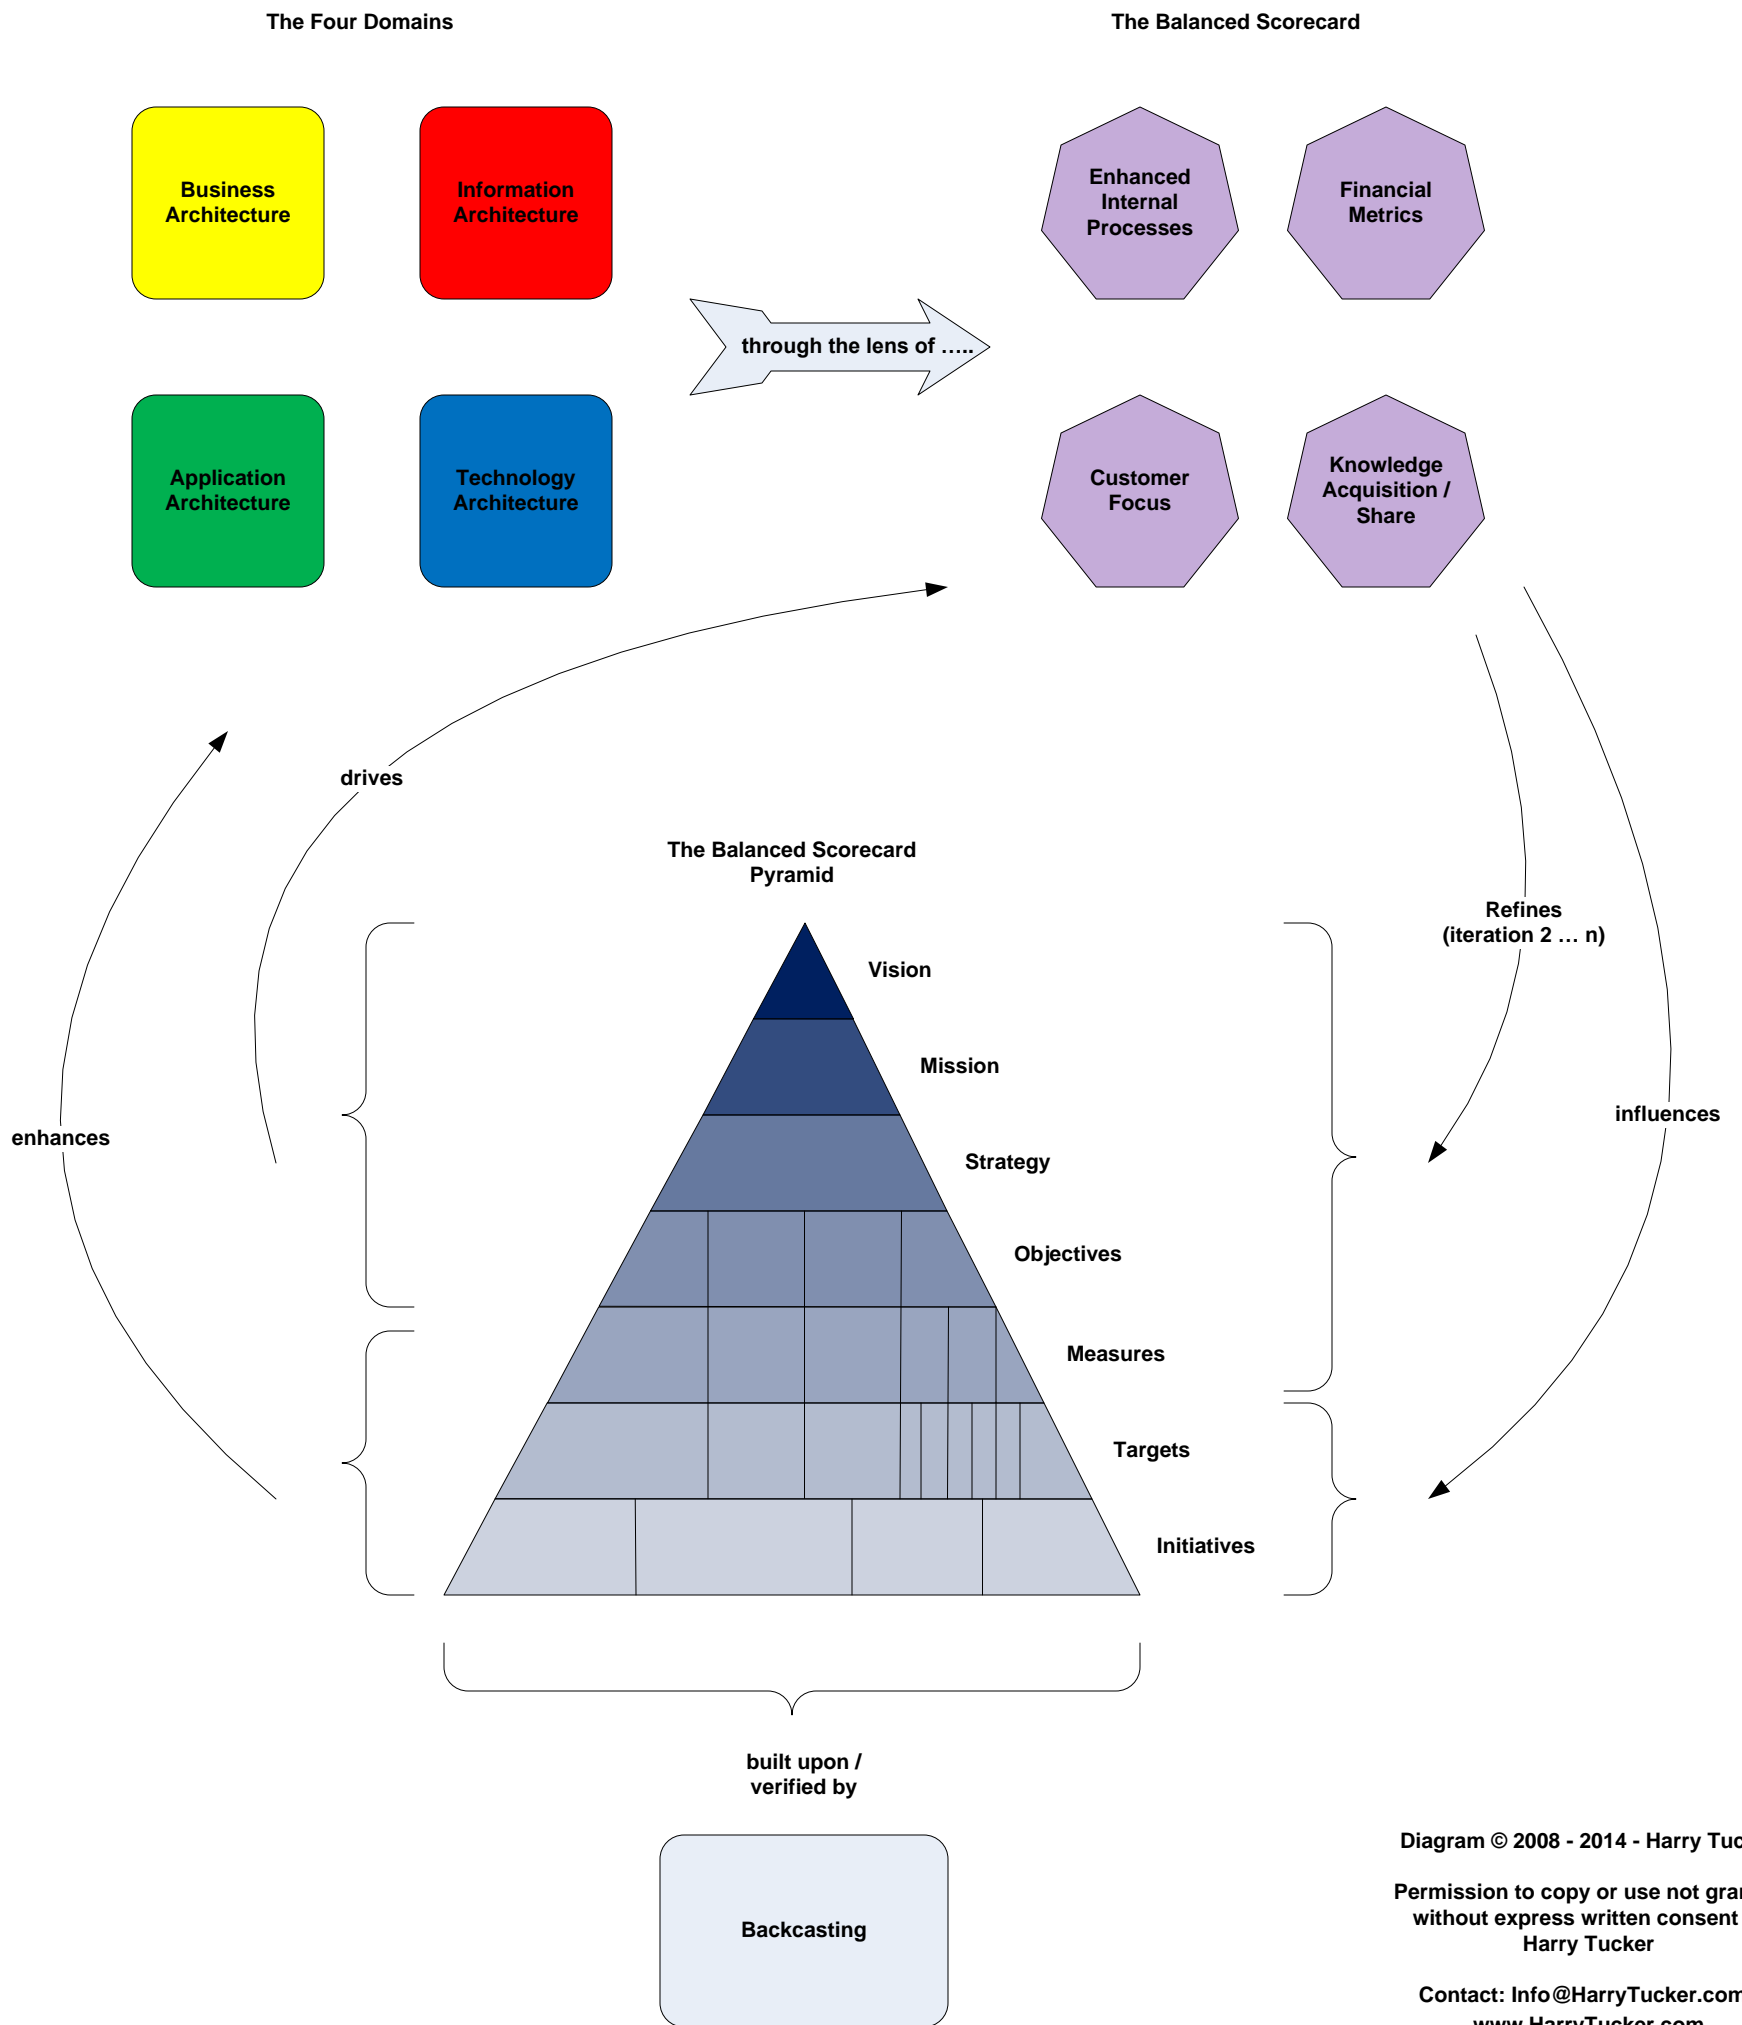 The Four Domains
The Balanced Scorecard
Business
Architecture
Information
Architecture
Enhanced
Internal
Processes
Financial
Metrics
through the lens of …..
Application
Architecture
Technology
Architecture
Customer
Focus
Knowledge
Acquisition /
Share
drives
The Balanced Scorecard
Pyramid
Refines
(iteration 2 … n)
Vision
Mission
enhances
influences
Strategy
Objectives
Measures
Targets
Initiatives
built upon /
verified by
Backcasting
Diagram © 2008 - 2014 - Harry
Permission to copy or use not
without express written consent
Harry Tucker
Contact: Info@HarryTucker.com
www.HarryTucker.com